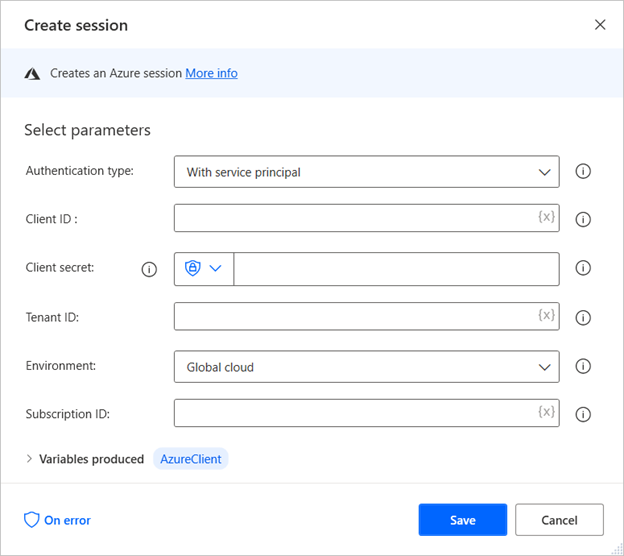 Create session
Creates an Azure session More info
Select parameters
Authentication type: With service principal
Client ID : {x}
Client secret:
Tenant ID: {x}
Environment: Global cloud
Subscription ID: {x}
Variables produced AzureClient
On error Save Cancel